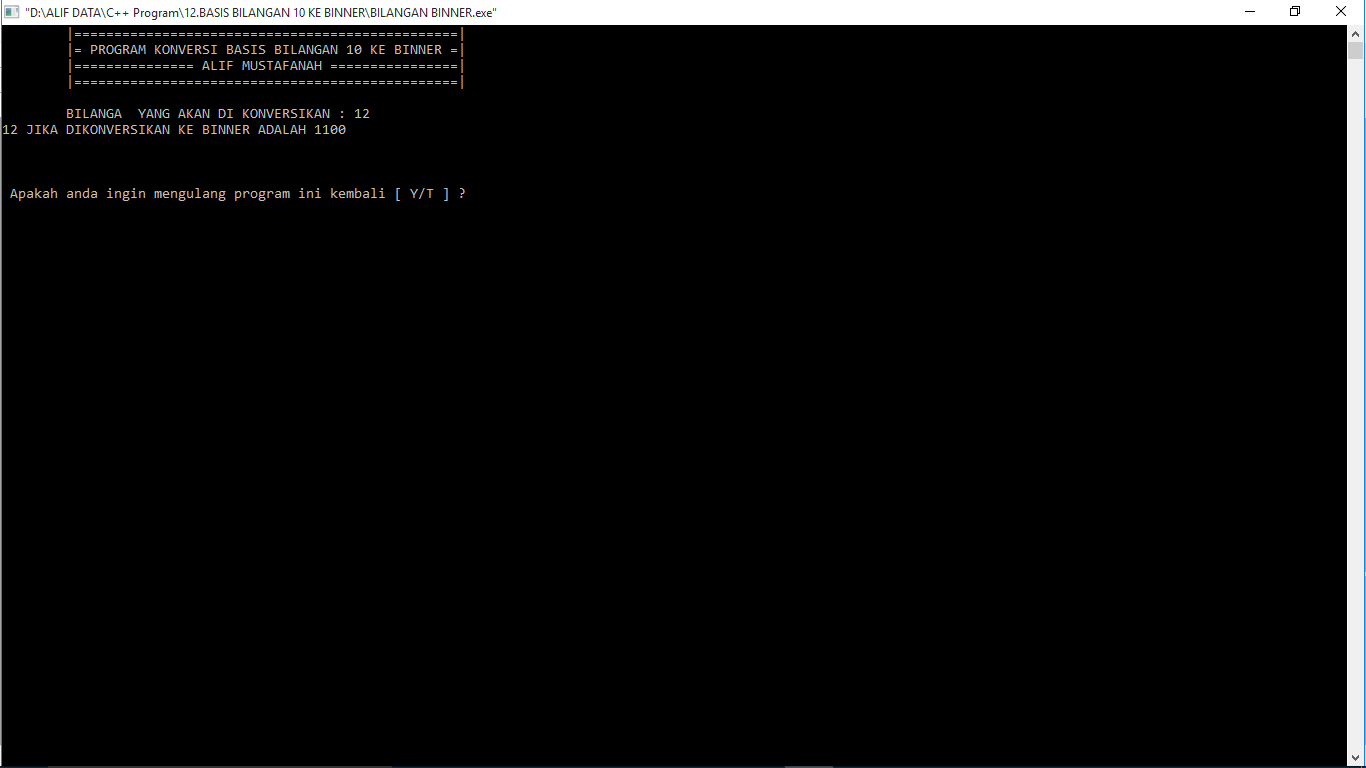 "D:\ALIF DATA\C++ Program\12.BASIS BILANGAN 10 KE BINNER\BILANGAN BINNER.exe"
|================================================|
|= PROGRAM KONVERSI BASIS BILANGAN 10 KE BINNER =|
|=============== ALIF MUSTAFANAH ================|
|================================================|
BILANGA  YANG AKAN DI KONVERSIKAN : 12
12 JIKA DIKONVERSIKAN KE BINNER ADALAH 1100
Apakah anda ingin mengulang program ini kembali [ Y/T ] ?